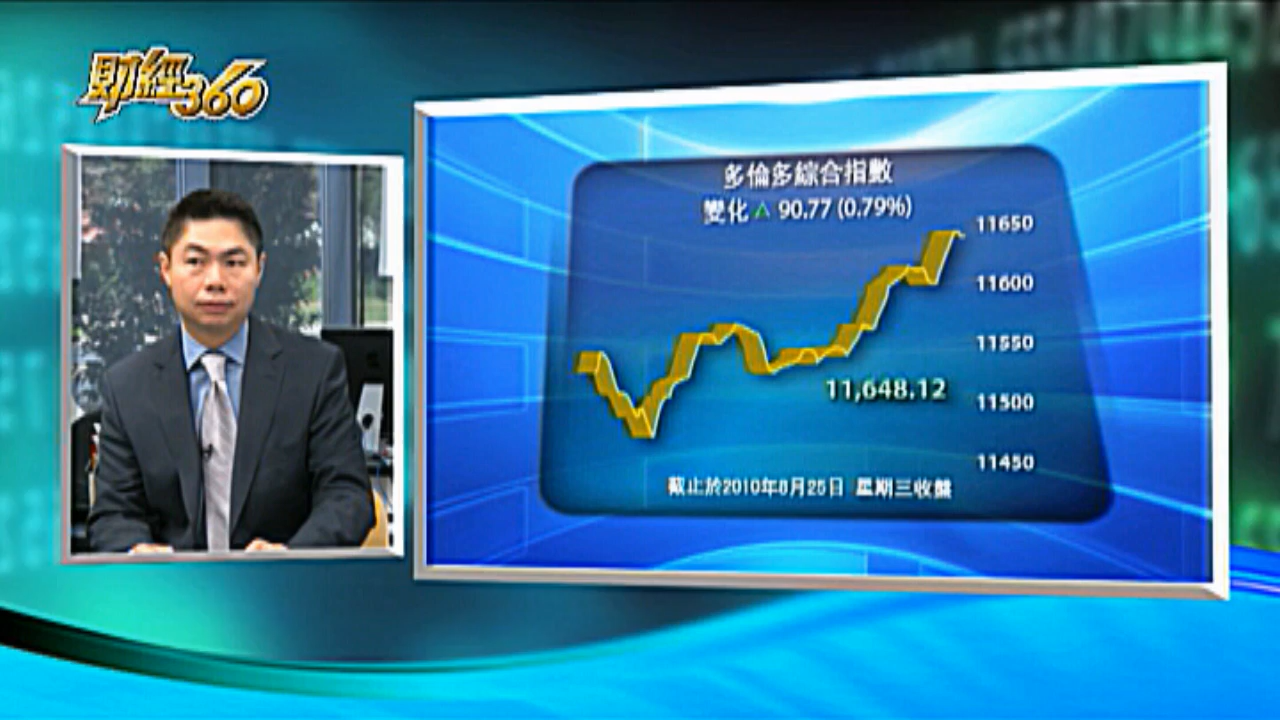 財經360
多倫多綜合指數
變化 ▲ 90.77 (0.79%)
11650
11600
11550
11,648.12
11500
11450
截止於2010年8月25日 星期三收盤